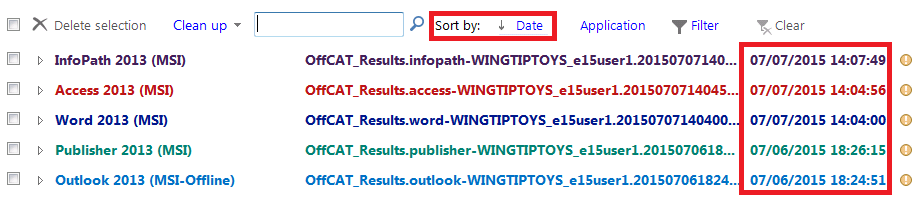 Delete selection Clean up Sort by: Date Application Filter Clear
InfoPath 2013 (MSI) OffCAT_Results.infopath-WINGTIPTOYS_e15user1.20150707140... 07/07/2015 14:07:49
Access 2013 (MSI) OffCAT_Results.access-WINGTIPTOYS_e15user1.2015070714045... 07/07/2015 14:04:56
Word 2013 (MSI) OffCAT_Results.word-WINGTIPTOYS_e15user1.20150707140400... 07/07/2015 14:04:00
Publisher 2013 (MSI) OffCAT_Results.publisher-WINGTIPTOYS_e15user1.2015070618... 07/06/2015 18:26:15
Outlook 2013 (MSI-Offline) OffCAT_Results.outlook-WINGTIPTOYS_e15user1.201507061824... 07/06/2015 18:24:51